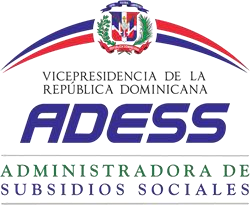 VICEPRESIDENCIA DE LA
REPÚBLICA DOMINICANA
ADESS
ADMINISTRADORA DE
SUBSIDIOS SOCIALES